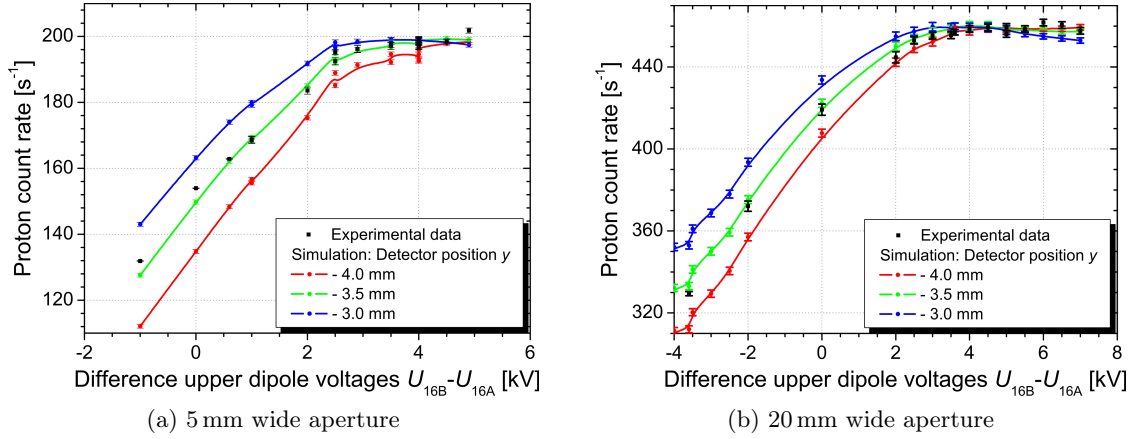 Proton count rate [s⁻¹]
200
180
160
140
120
-2
0
2
4
6
Difference upper dipole voltages U₁₆B-U₁₆A [kV]
Experimental data
Simulation: Detector position y
- 4.0 mm
- 3.5 mm
- 3.0 mm
(a) 5 mm wide aperture
Proton count rate [s⁻¹]
440
400
360
320
-4
-2
0
2
4
6
8
Difference upper dipole voltages U₁₆B-U₁₆A [kV]
Experimental data
Simulation: Detector position y
- 4.0 mm
- 3.5 mm
- 3.0 mm
(b) 20 mm wide aperture